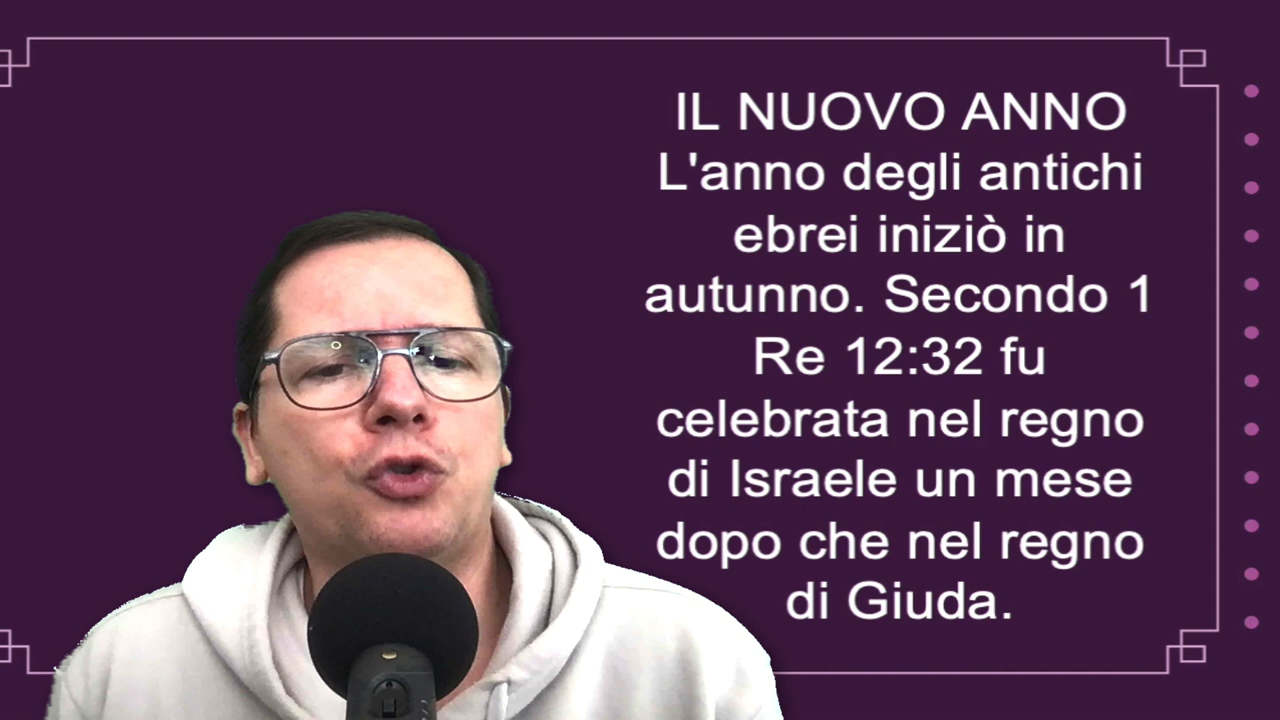 IL NUOVO ANNO
L'anno degli antichi
ebrei iniziò in
autunno. Secondo 1
Re 12:32 fu
celebrata nel regno
di Israele un mese
dopo che nel regno
di Giuda.